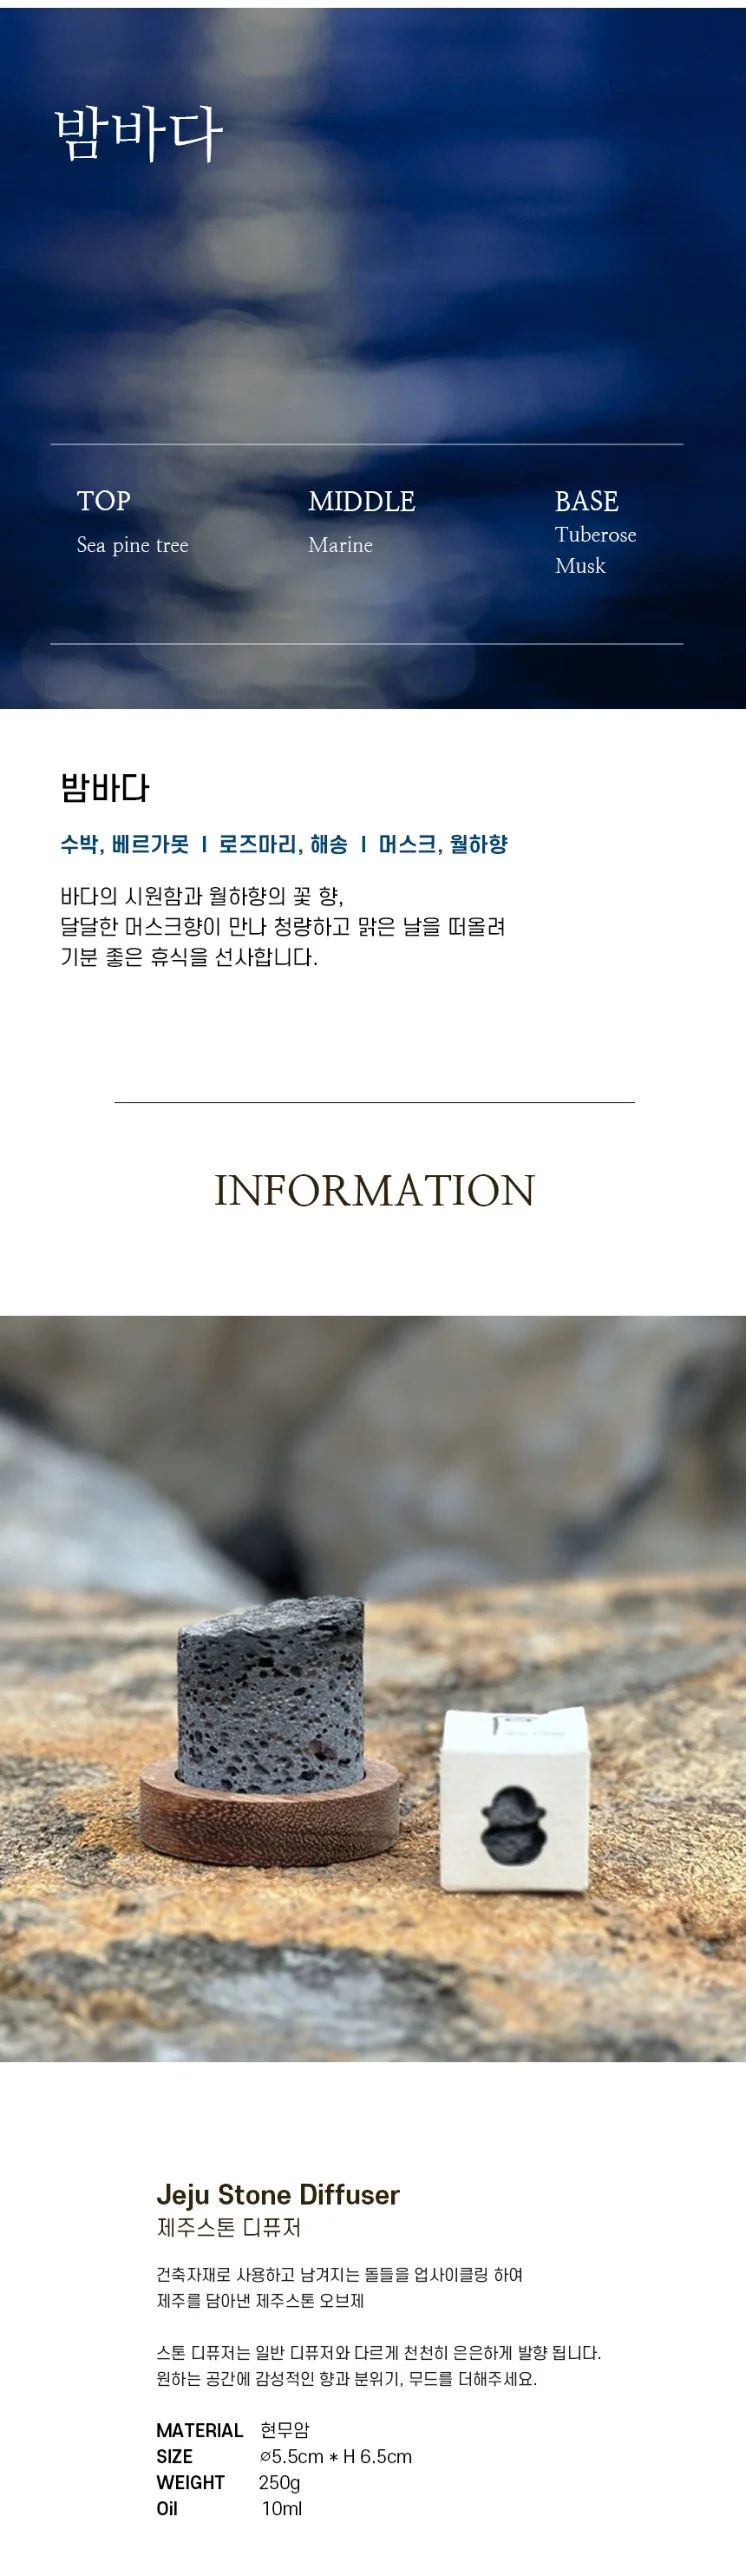 밤바다
TOP
Sea pine tree
MIDDLE
Marine
BASE
Tuberose
Musk
밤바다
수박, 베르가못 ㅣ 로즈마리, 해송 ㅣ 머스크, 월하향
바다의 시원함과 월하향의 꽃 향,
달달한 머스크향이 만나 청량하고 맑은 날을 떠올려
기분 좋은 휴식을 선사합니다.
INFORMATION
Jeju Stone Diffuser
제주스톤 디퓨저
건축자재로 사용하고 남겨지는 돌들을 업사이클링 하여
제주를 담아낸 제주스톤 오브제
스톤 디퓨저는 일반 디퓨저와 다르게 천천히 은은하게 발향 됩니다.
원하는 공간에 감성적인 향과 분위기, 무드를 더해주세요.
MATERIAL 현무암
SIZE ∅5.5cm * H 6.5cm
WEIGHT 250g
Oil 10ml